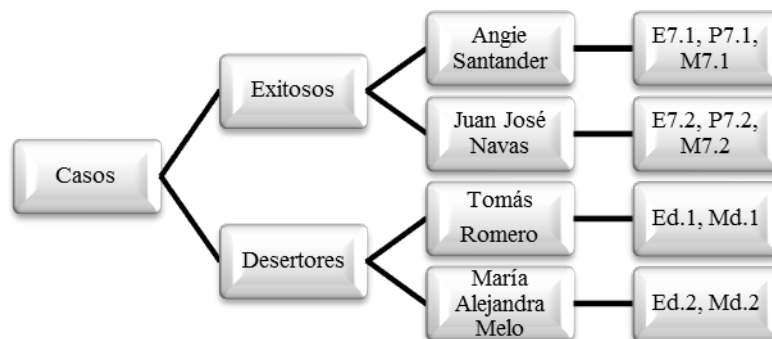 Casos
Exitosos
Angie
Santander
E7.1, P7.1,
M7.1
Juan José
Navas
E7.2, P7.2,
M7.2
Desertores
Tomás
Romero
Ed.1, Md.1
María
Alejandra
Melo
Ed.2, Md.2